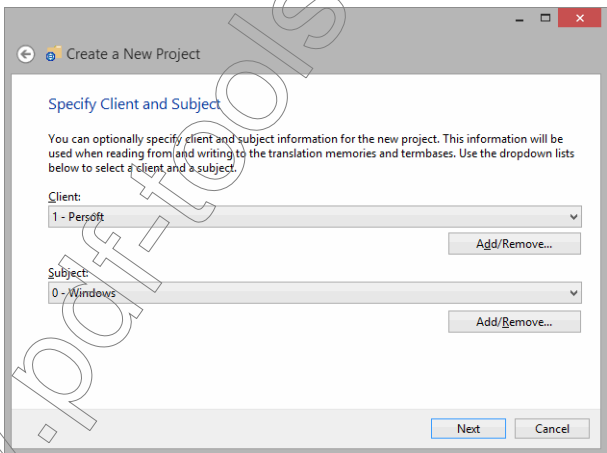 Create a New Project
Specify Client and Subject
You can optionally specify client and subject information for the new project. This information will be
used when reading from and writing to the translation memories and termbases. Use the dropdown lists
below to select a client and a subject.
Client:
1 - Persoft
Add/Remove...
Subject:
0 - Windows
Add/Remove...
Next Cancel
.pdf-tools